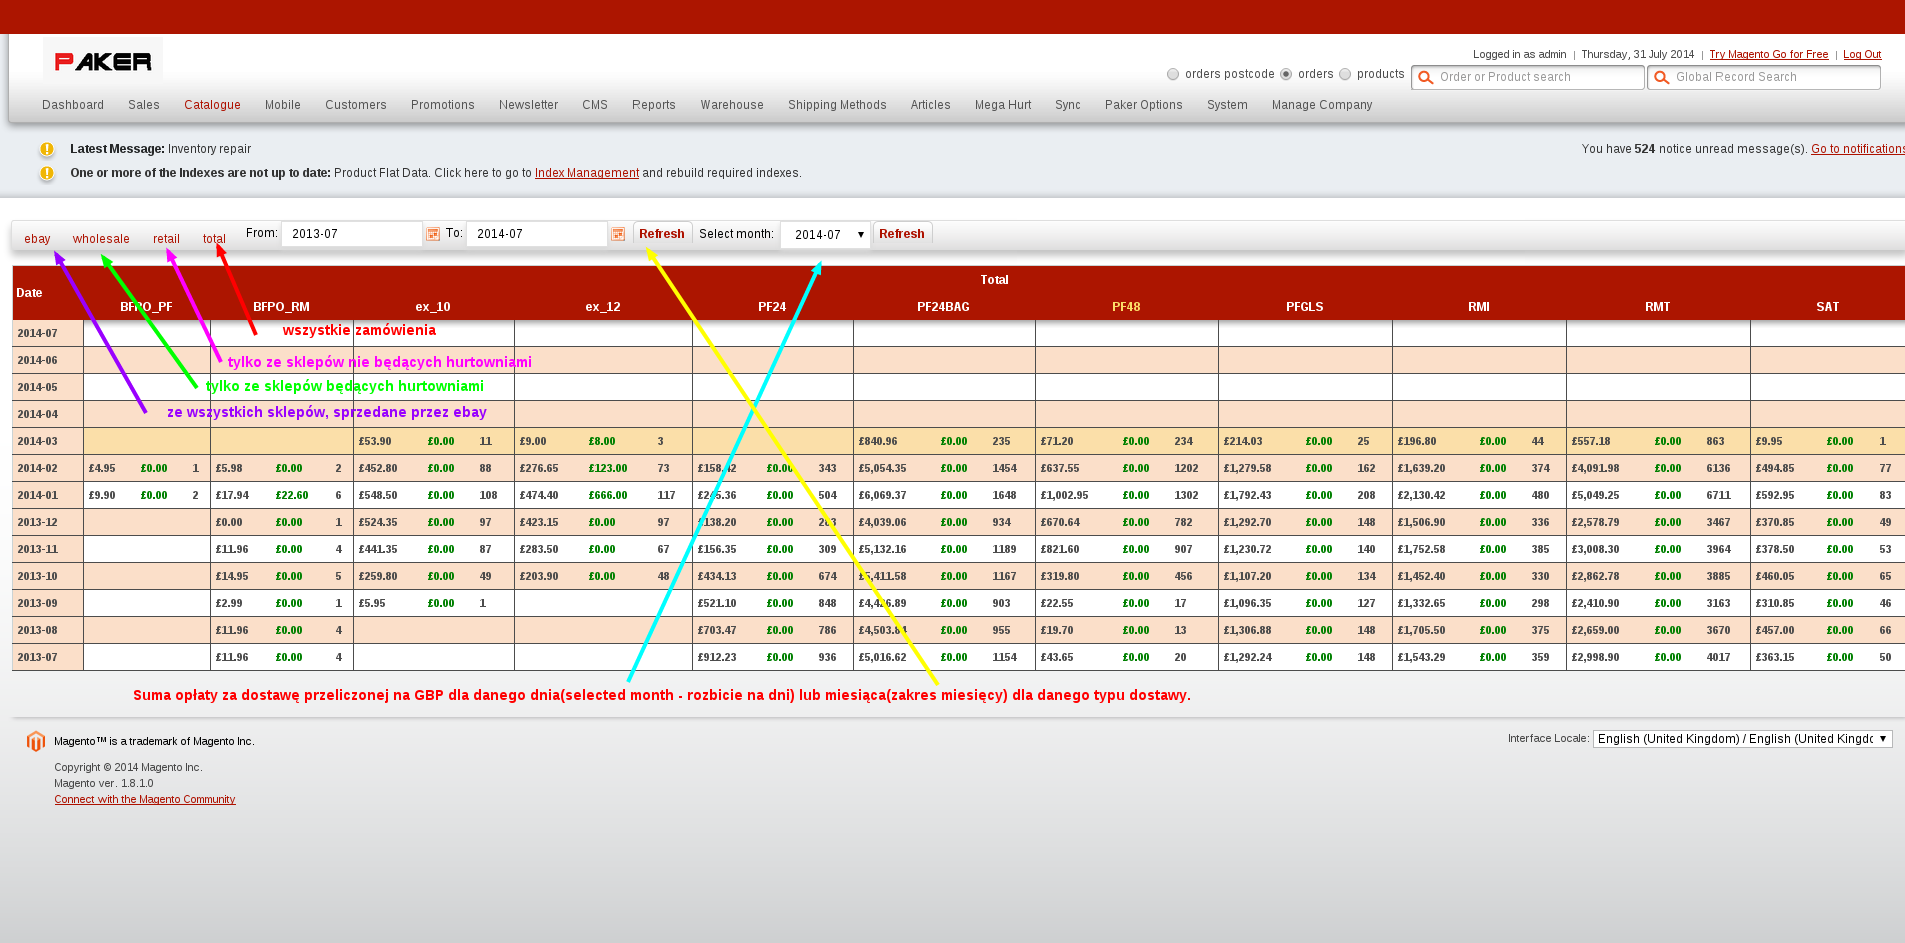 PAKER
Logged in as admin | Thursday, 31 July 2014 | Try Magento Go for Free | Log Out
orders postcode orders products Order or Product search Global Record Search
Dashboard Sales Catalogue Mobile Customers Promotions Newsletter CMS Reports Warehouse Shipping Methods Articles Mega Hurt Sync Paker Options System Manage Company
Latest Message: Inventory repair You have 524 notice unread message(s). Go to notifications
One or more of the Indexes are not up to date: Product Flat Data. Click here to go to Index Management and rebuild required indexes.
ebay wholesale retail total From: 2013-07 To: 2014-07 Refresh Select month: 2014-07 Refresh
Total
Date
BFPO_PF BFPO_RM ex_10 ex_12 PF24 PF24BAG PF48 PFGLS RMI RMT SAT
2014-07
wszystkie zamówienia
2014-06
tylko ze sklepów nie będących hurtowniami
2014-05
tylko ze sklepów będących hurtowniami
2014-04
ze wszystkich sklepów, sprzedane przez ebay
2014-03 £53.90 £0.00 11 £9.00 £8.00 3 £840.96 £0.00 235 £71.20 £0.00 234 £214.03 £0.00 25 £196.80 £0.00 44 £557.18 £0.00 863 £9.95 £0.00 1
2014-02 £4.95 £0.00 1 £5.98 £0.00 2 £452.80 £0.00 88 £276.65 £123.00 73 £0.00 343 £5,054.35 £0.00 1454 £637.55 £0.00 1202 £1,279.58 £0.00 162 £1,639.20 £0.00 374 £4,091.98 £0.00 6136 £494.85 £0.00 77
2014-01 £9.90 £0.00 2 £17.94 £22.60 6 £548.50 £0.00 108 £474.40 £666.00 117 £0.00 504 £6,069.37 £0.00 1648 £1,002.95 £0.00 1302 £1,792.43 £0.00 208 £2,130.42 £0.00 480 £5,049.25 £0.00 6711 £592.95 £0.00 83
2013-12 £0.00 £0.00 1 £524.35 £0.00 97 £423.15 £0.00 97 £138.20 £0.00 £4,039.06 £0.00 934 £670.64 £0.00 782 £1,292.70 £0.00 148 £1,506.90 £0.00 336 £2,578.79 £0.00 3467 £370.85 £0.00 49
2013-11 £11.96 £0.00 4 £441.35 £0.00 87 £283.50 £0.00 67 £156.35 £0.00 309 £5,132.16 £0.00 1189 £821.60 £0.00 907 £1,230.72 £0.00 140 £1,752.58 £0.00 385 £3,008.30 £0.00 3964 £378.50 £0.00 53
2013-10 £14.95 £0.00 5 £259.80 £0.00 49 £203.90 £0.00 48 £434.13 £0.00 674 £0.00 1167 £319.80 £0.00 456 £1,107.20 £0.00 134 £1,452.40 £0.00 330 £2,862.78 £0.00 3885 £460.05 £0.00 65
2013-09 £2.99 £0.00 1 £5.95 £0.00 1 £521.10 £0.00 848 £0.00 903 £22.55 £0.00 17 £1,096.35 £0.00 127 £1,332.65 £0.00 298 £2,410.90 £0.00 3163 £310.85 £0.00 46
2013-08 £11.96 £0.00 4 £703.47 £0.00 786 £0.00 955 £19.70 £0.00 13 £1,306.88 £0.00 148 £1,705.50 £0.00 375 £2,659.00 £0.00 3670 £457.00 £0.00 66
2013-07 £11.96 £0.00 4 £912.23 £0.00 936 £5,016.62 £0.00 1154 £43.65 £0.00 20 £1,292.24 £0.00 148 £1,543.29 £0.00 359 £2,998.90 £0.00 4017 £363.15 £0.00 50
Suma opłaty za dostawę przeliczonej na GBP dla danego dnia(selected month - rozbicie na dni) lub miesiąca(zakres miesięcy) dla danego typu dostawy.
Magento™ is a trademark of Magento Inc. Interface Locale: English (United Kingdom) / English (United Kingdo
Copyright © 2014 Magento Inc.
Magento ver. 1.8.1.0
Connect with the Magento Community